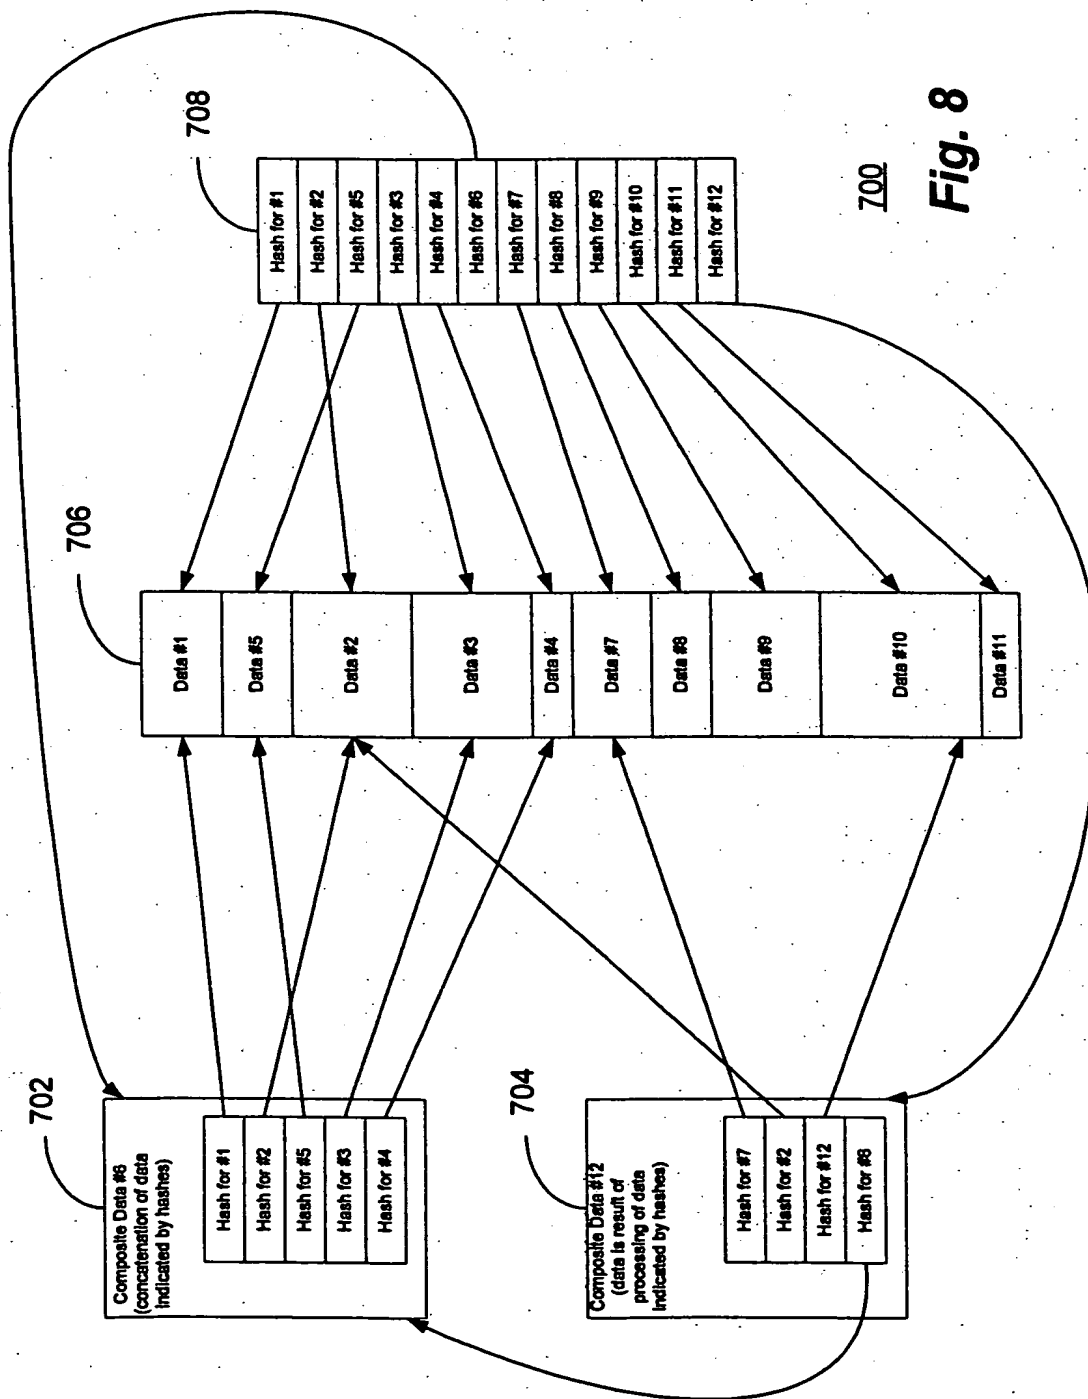 702
Composite Data #6
(concatenation of data
indicated by hashes)
Hash for #1
Hash for #2
Hash for #5
Hash for #3
Hash for #4
704
Composite Data #12
(data is result of
processing of data
indicated by hashes)
Hash for #7
Hash for #2
Hash for #12
Hash for #6
706
Data #1
Data #5
Data #2
Data #3
Data #4
Data #7
Data #8
Data #9
Data #10
Data #11
708
Hash for #1
Hash for #2
Hash for #5
Hash for #3
Hash for #4
Hash for #6
Hash for #7
Hash for #8
Hash for #9
Hash for #10
Hash for #11
Hash for #12
700
Fig. 8